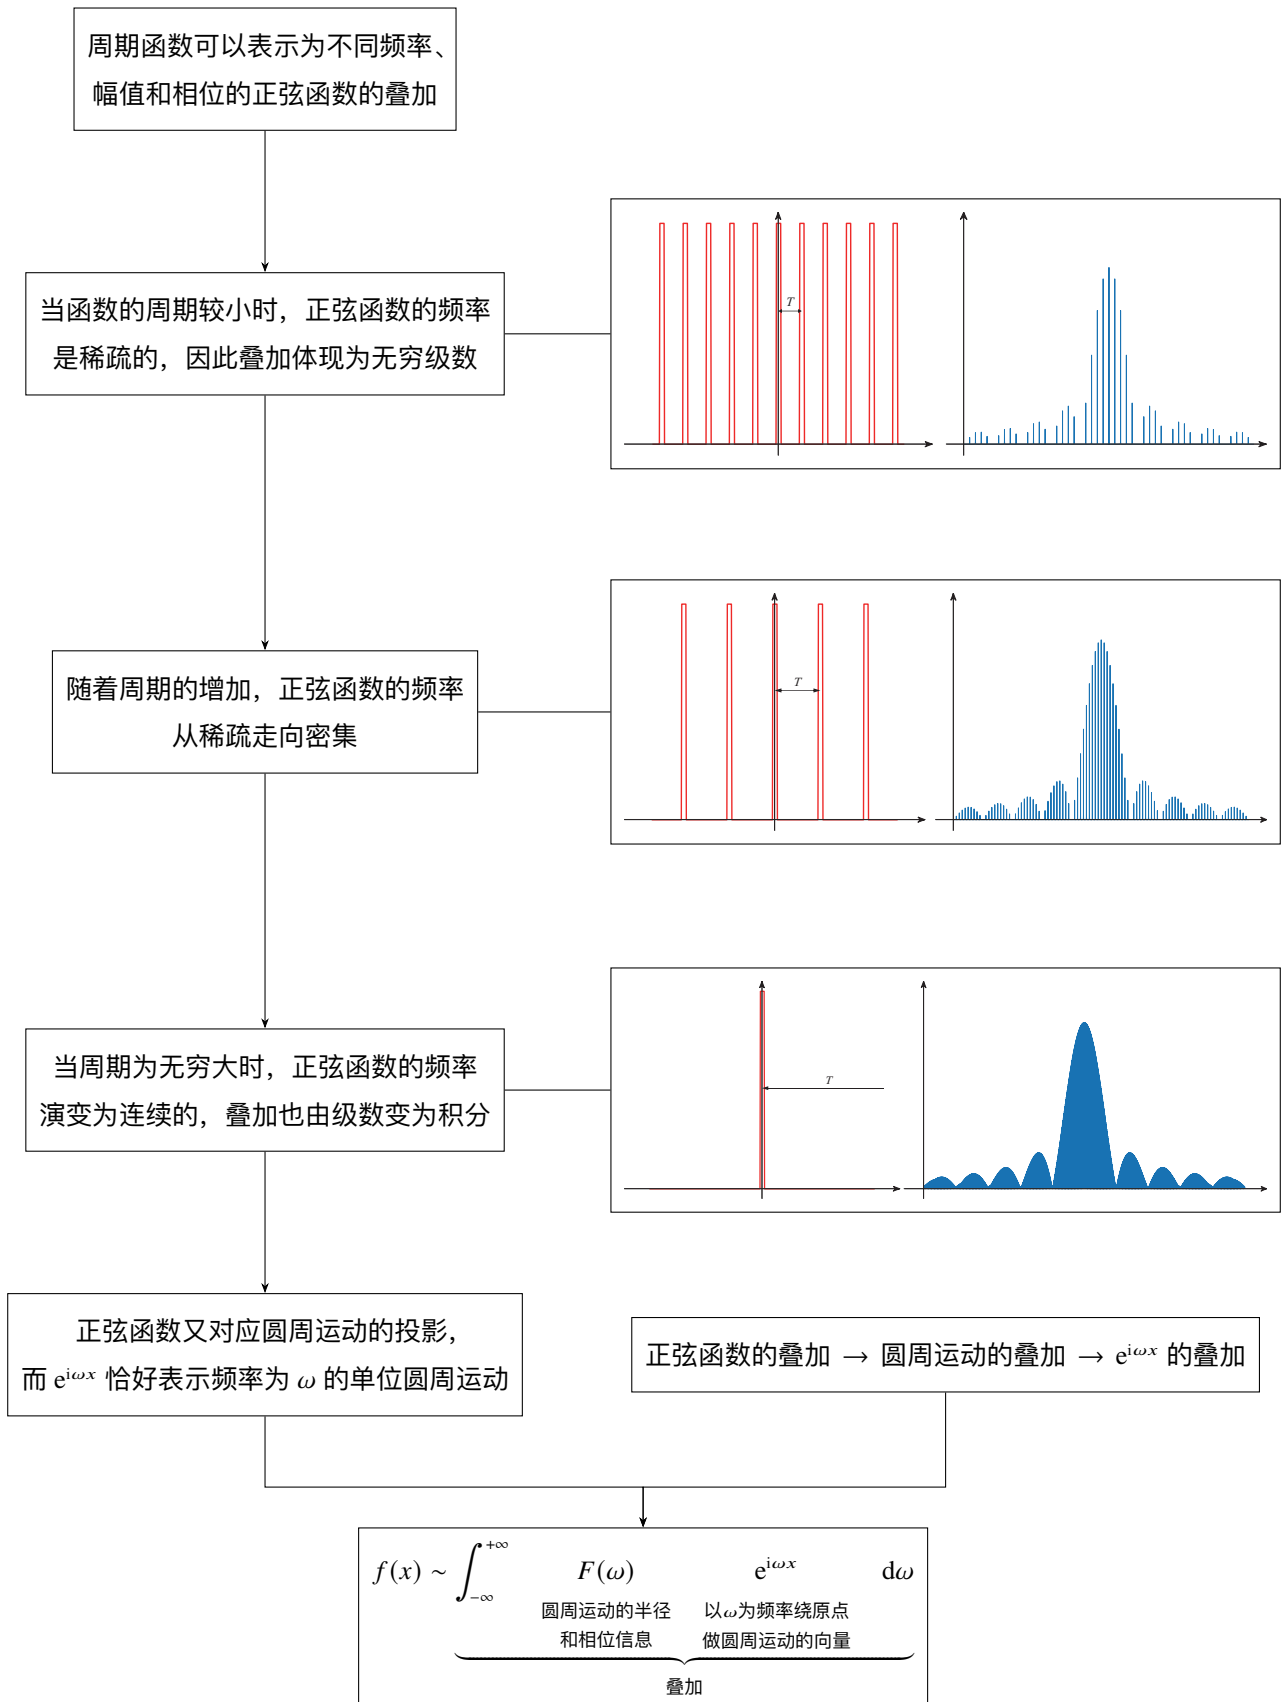 周期函数可以表示为不同频率、
幅值和相位的正弦函数的叠加
当函数的周期较小时，正弦函数的频率
是稀疏的，因此叠加体现为无穷级数
T
随着周期的增加，正弦函数的频率
从稀疏走向密集
T
当周期为无穷大时，正弦函数的频率
演变为连续的，叠加也由级数变为积分
T
正弦函数又对应圆周运动的投影，
而 e^{iωx} 恰好表示频率为 ω 的单位圆周运动
正弦函数的叠加 → 圆周运动的叠加 → e^{iωx} 的叠加
f(x) ~ ∫_{-∞}^{+∞} F(ω) e^{iωx} dω
圆周运动的半径 以ω为频率绕原点
和相位信息 做圆周运动的向量
叠加